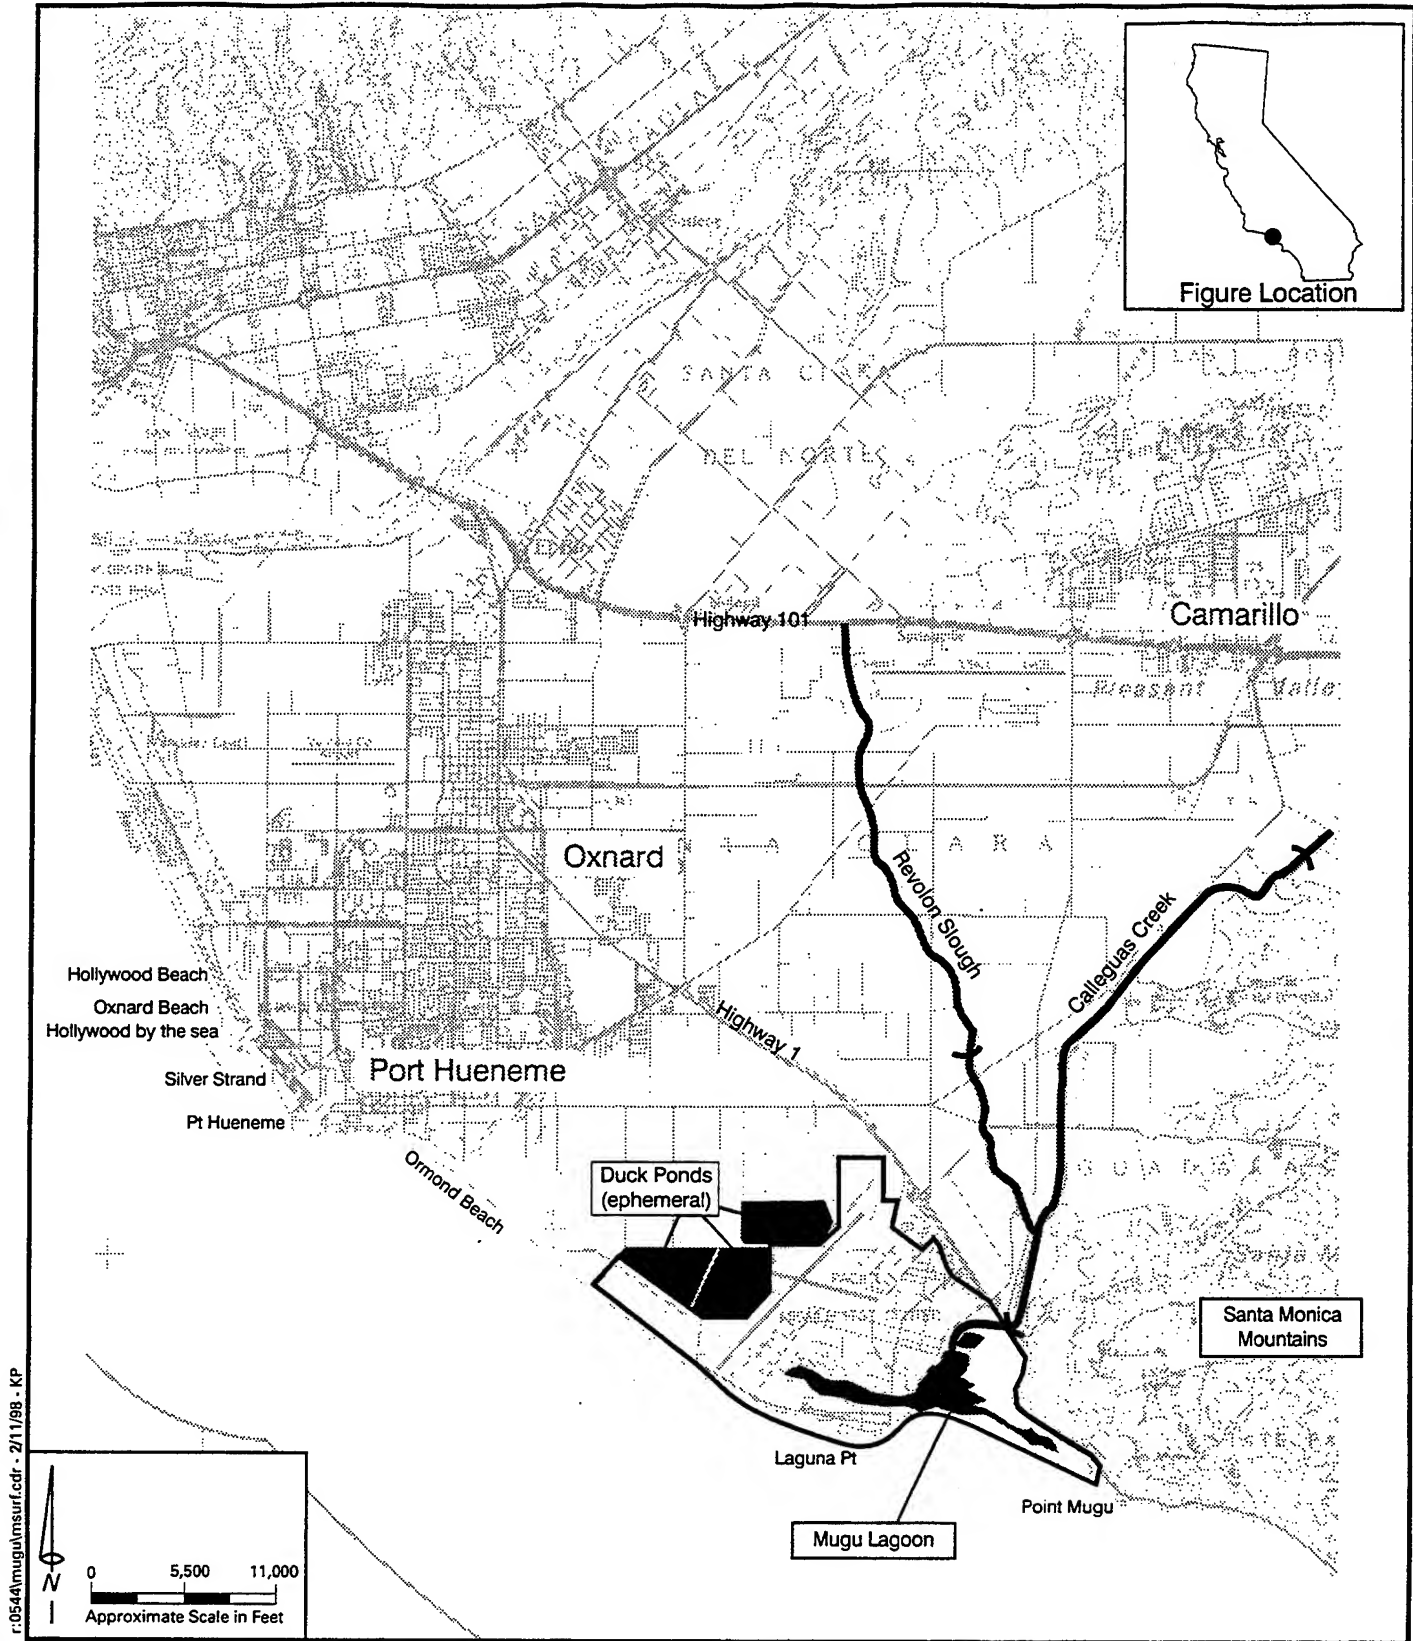 Figure Location
SANTA CLARA
DEL NORTE
Highway 101
Camarillo
Pleasant Valle
Oxnard
Revolon Slough
Calleguas Creek
Hollywood Beach
Oxnard Beach
Hollywood by the sea
Highway 1
Port Hueneme
Silver Strand
Pt Hueneme
Ormond Beach
Duck Ponds
(ephemeral)
Santa Monica
Mountains
Laguna Pt
Point Mugu
Mugu Lagoon
N
0 5,500 11,000
Approximate Scale in Feet
r:0544\mugu\msurf.cdr - 2/11/98 - KP